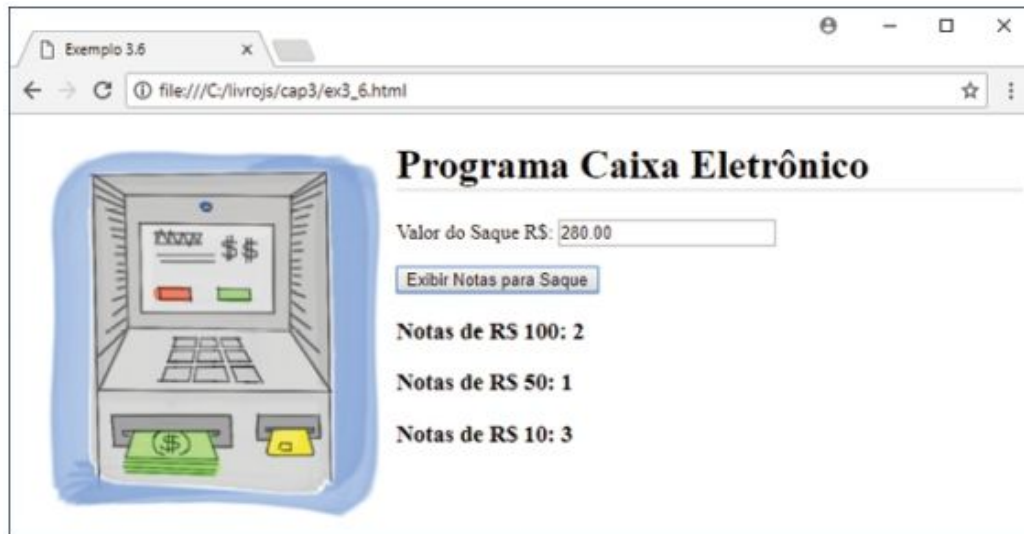 Exemplo 3.6
file:///C:/livrojs/cap3/ex3_6.html
Programa Caixa Eletrônico
Valor do Saque R$: 280.00
Exibir Notas para Saque
Notas de R$ 100: 2
Notas de R$ 50: 1
Notas de R$ 10: 3
$$
($)